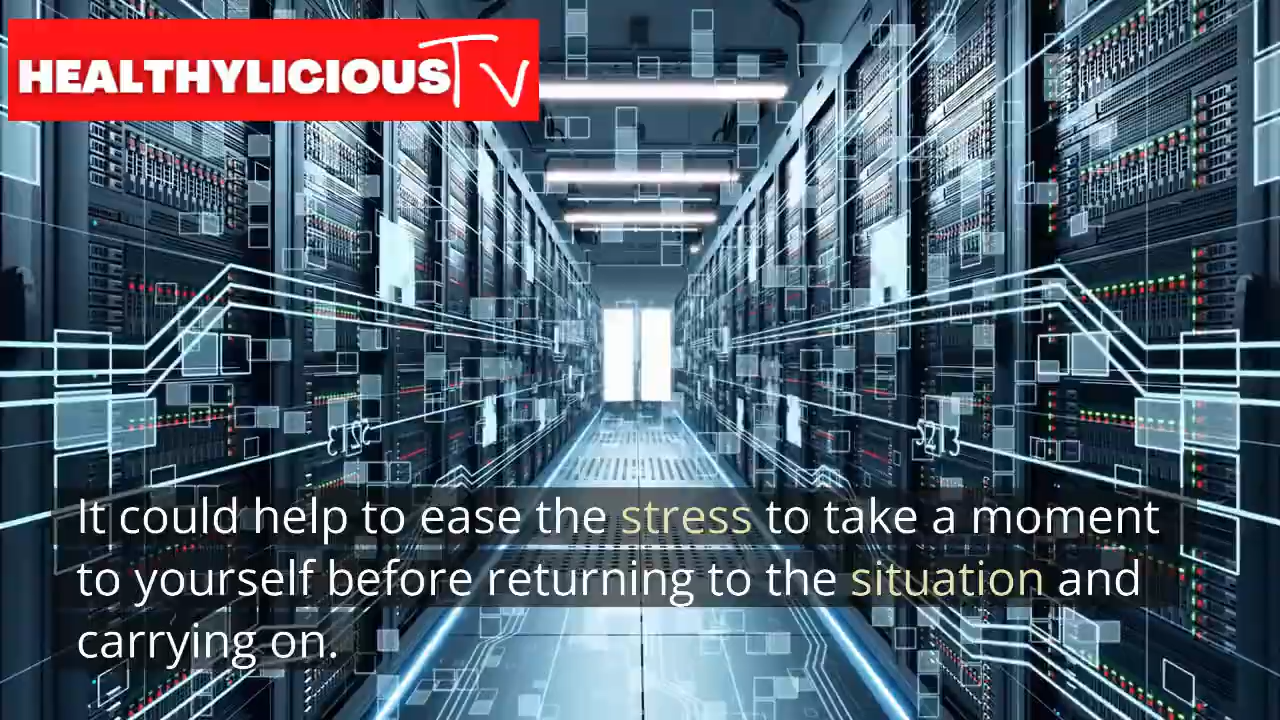 HEALTHYLICIOUS TV
It could help to ease the stress to take a moment
to yourself before returning to the situation and
carrying on.